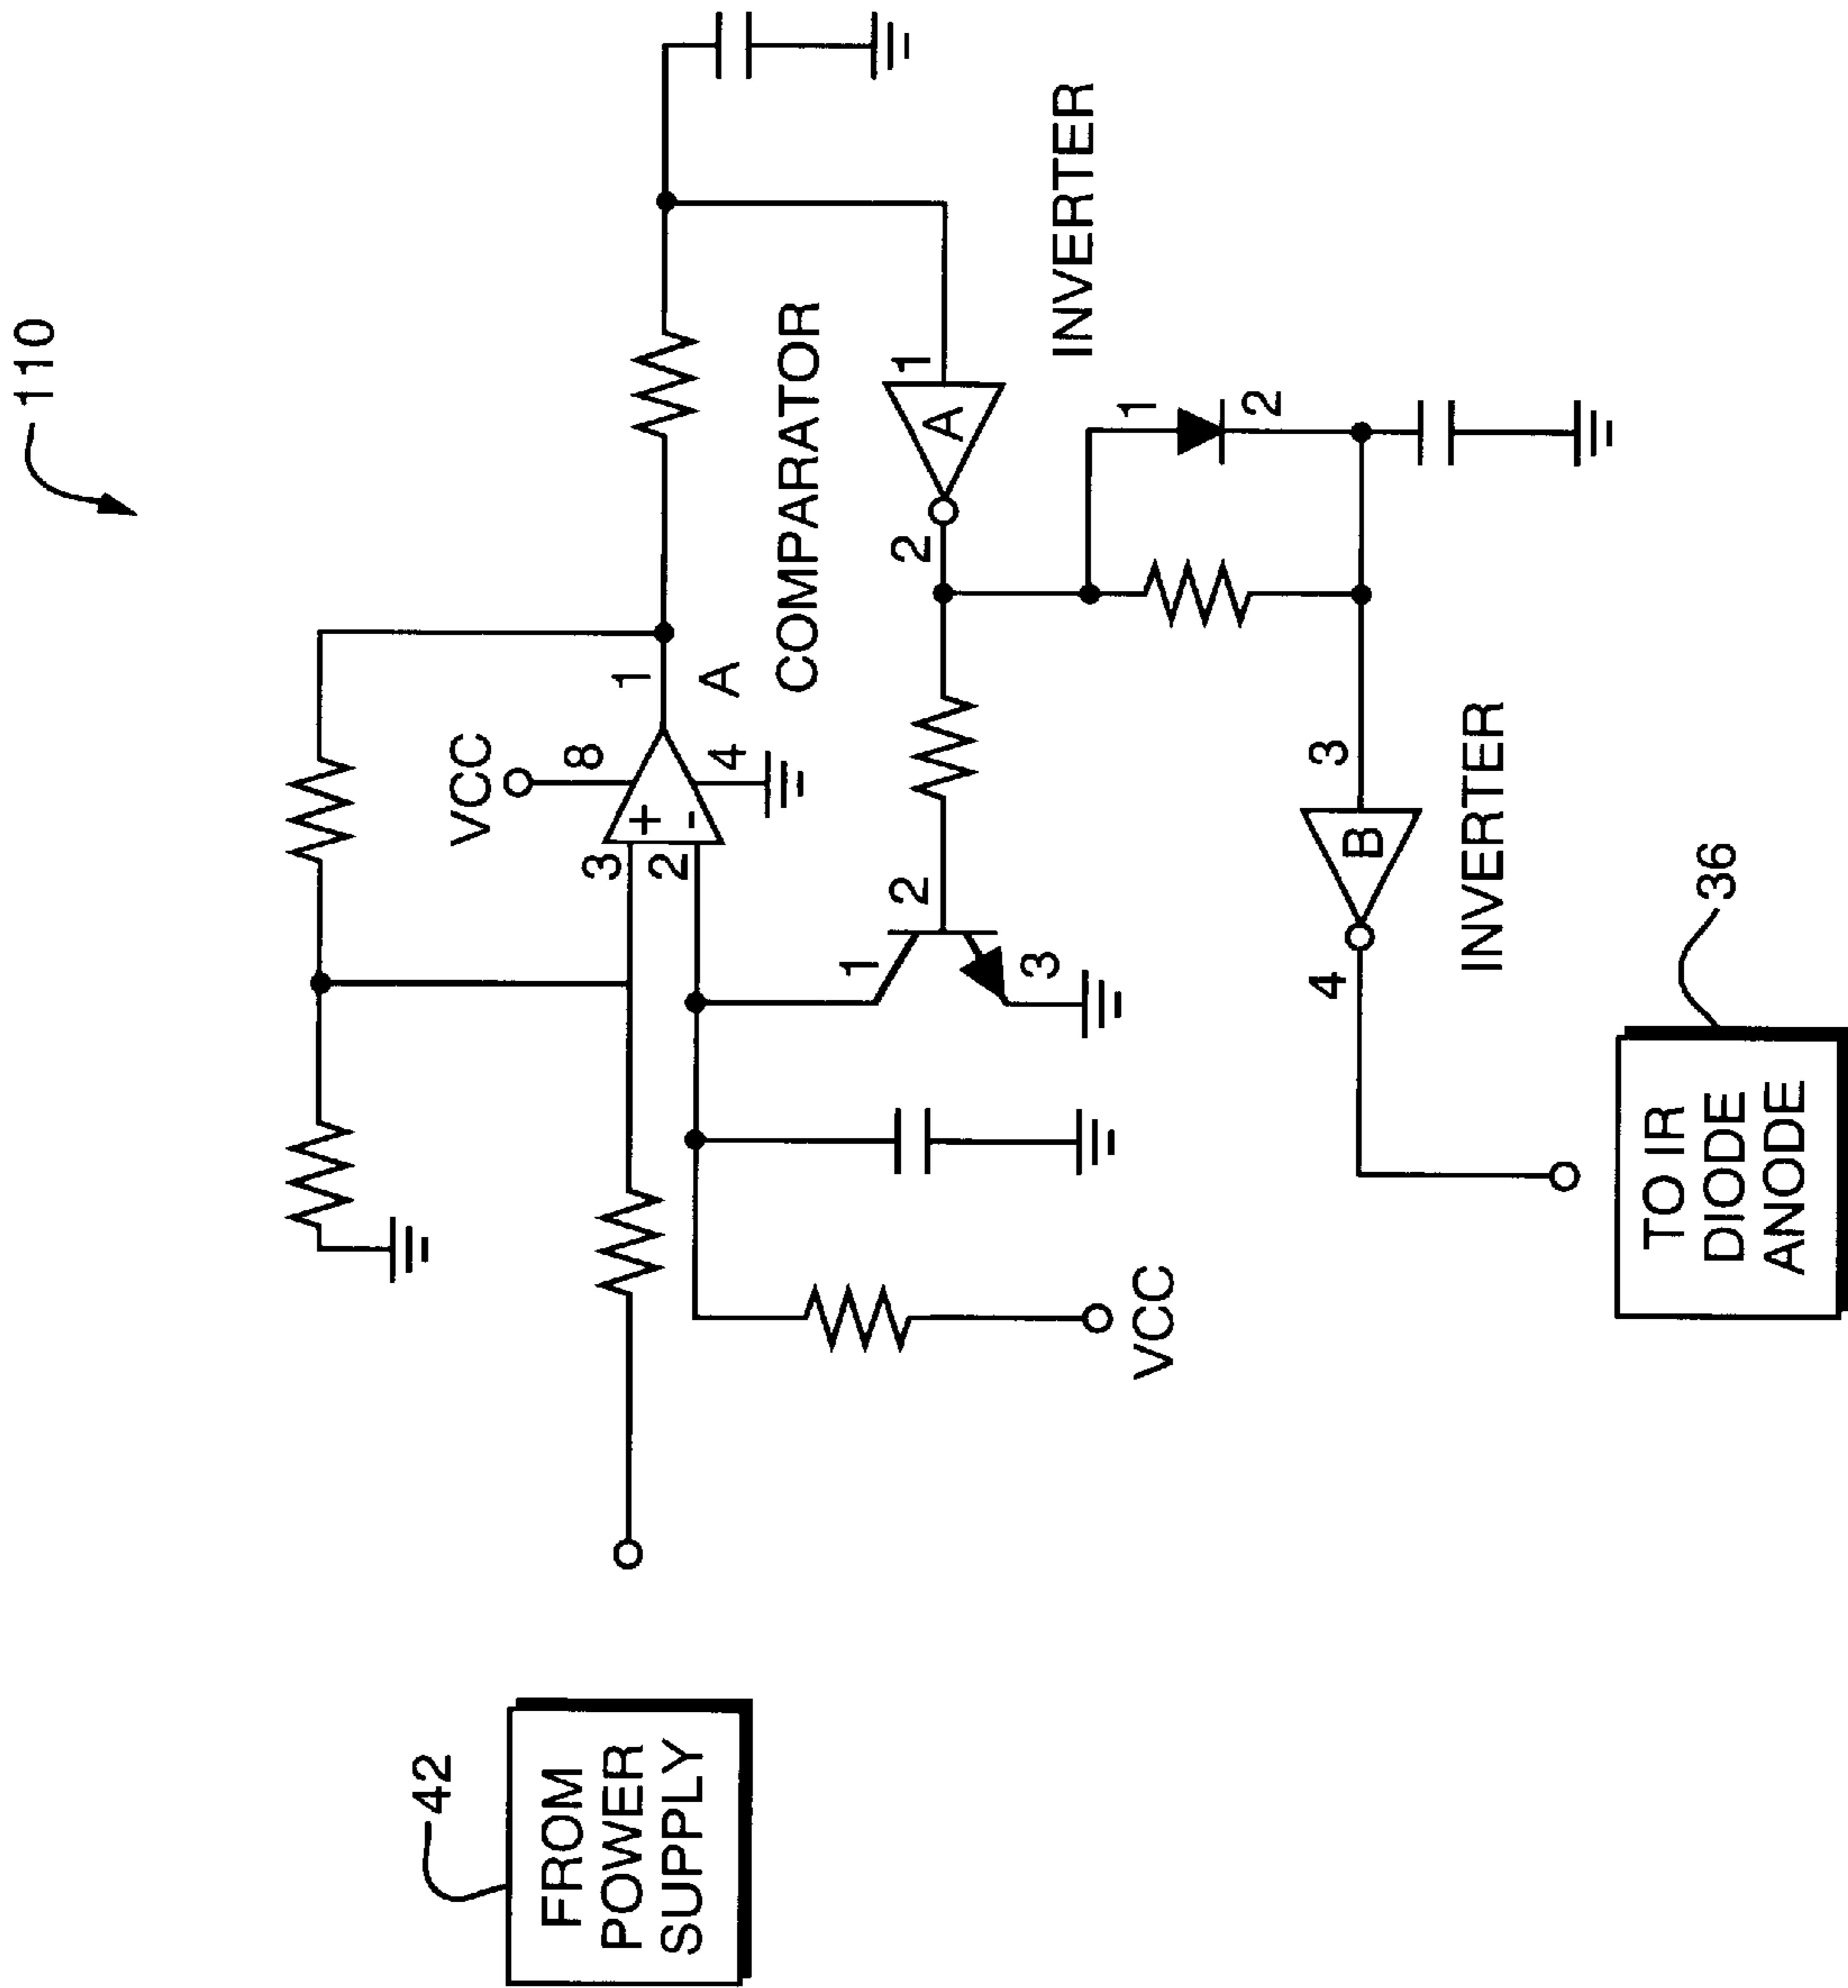 110
42
FROM
POWER
SUPPLY
VCC
8
3
+
2
-
1
4
A
COMPARATOR
1
A
2
INVERTER
1
2
3
1
2
VCC
3
B
4
INVERTER
36
TO IR
DIODE
ANODE